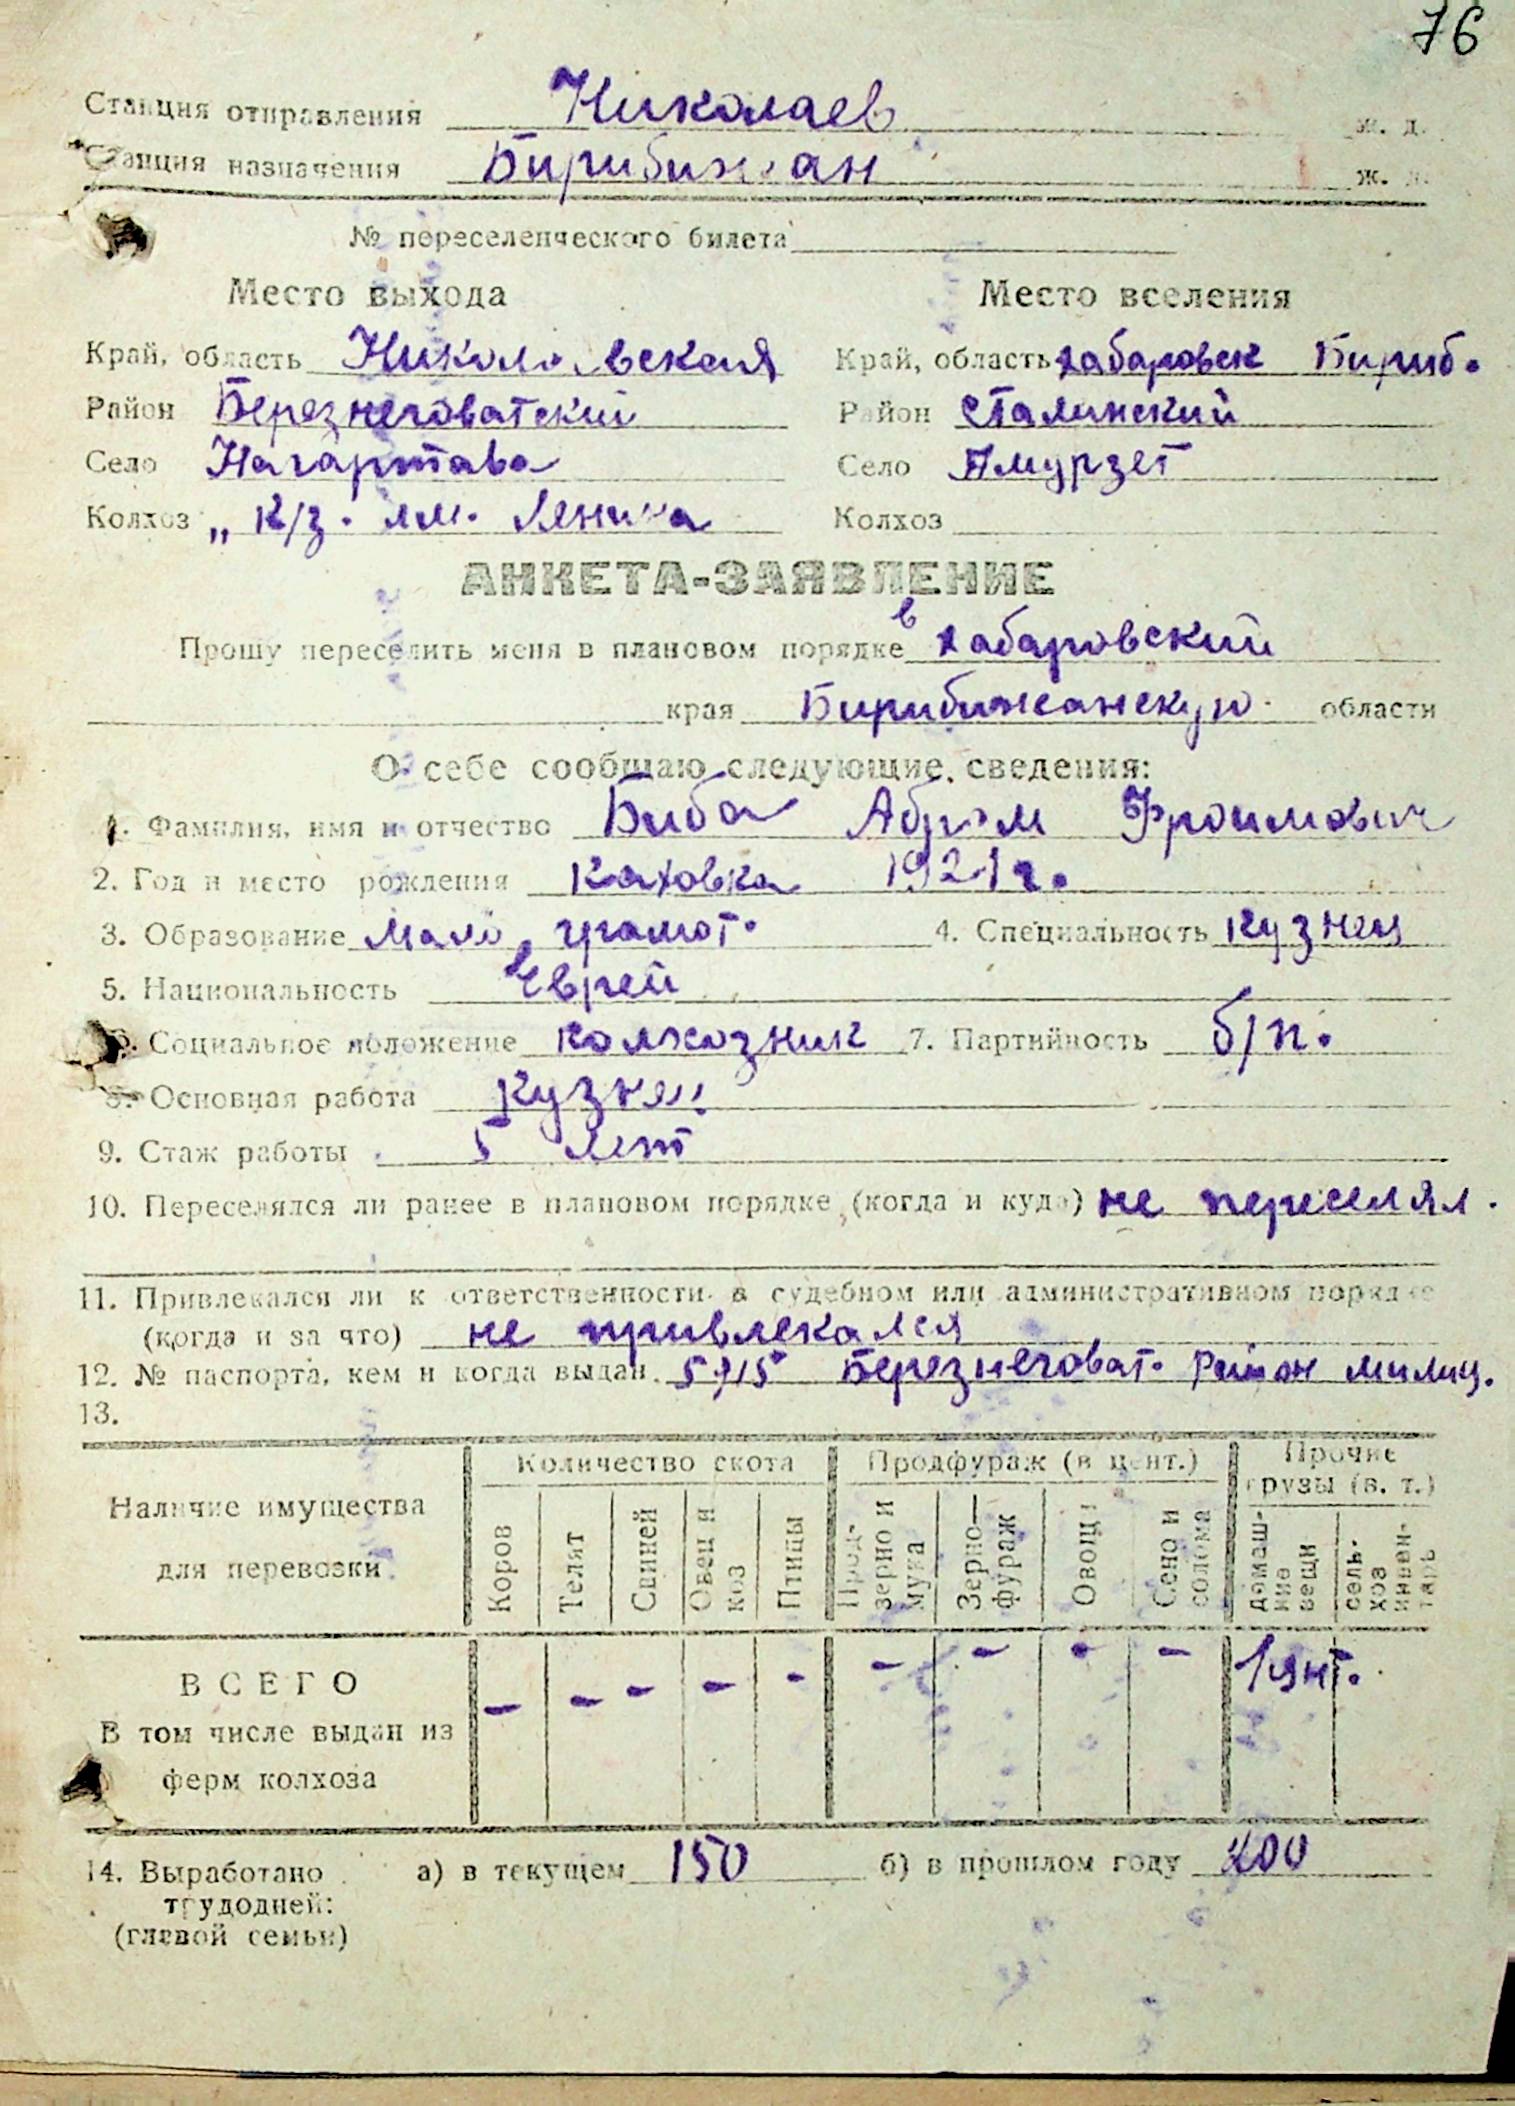 76
Станция отправления Николаев ж. д.
Станция назначения Бирибижан ж. д.
№ переселенческого билета
Место выхода Место вселения
Край, область Николаевская Край, область Хабаровск Бириб.
Район Березнеговатский Район Сталинский
Село Нагартава Село Амурзет
Колхоз „ К/з. им. Ленина Колхоз
АНКЕТА-ЗАЯВЛЕНИЕ
Прошу переселить меня в плановом порядке в Хабаровский
края Бирибижанскую области
О себе сообщаю следующие сведения:
1. Фамилия, имя и отчество Биба Абрам Фроимович
2. Год и место рождения Каховка 1921 г.
3. Образование мало грамот. 4. Специальность кузнец
5. Национальность Еврей
6. Социальное положение колхозник 7. Партийность б/п.
8. Основная работа кузнец
9. Стаж работы 5 лет
10. Переселялся ли ранее в плановом порядке (когда и куда) не переселял.
11. Привлекался ли к ответственности в судебном или административном порядке
(когда и за что) не привлекался
12. № паспорта, кем и когда выдан Березнеговат. Район милиц.
13.
Наличие имущества для перевозки
Количество скота Продфураж (в цент.) Прочие грузы (в. т.)
Коров Телят Свиней Овец и коз Птицы Прод-зерно и мука Зерно-фураж Овощи Сено и солома домаш-ние вещи сель-хоз инвен-тарь
ВСЕГО - - - - - - - - - 1 цнт.
В том числе выдан из
ферм колхоза
14. Выработано а) в текущем 150 б) в прошлом году 200
трудодней:
(главой семьи)